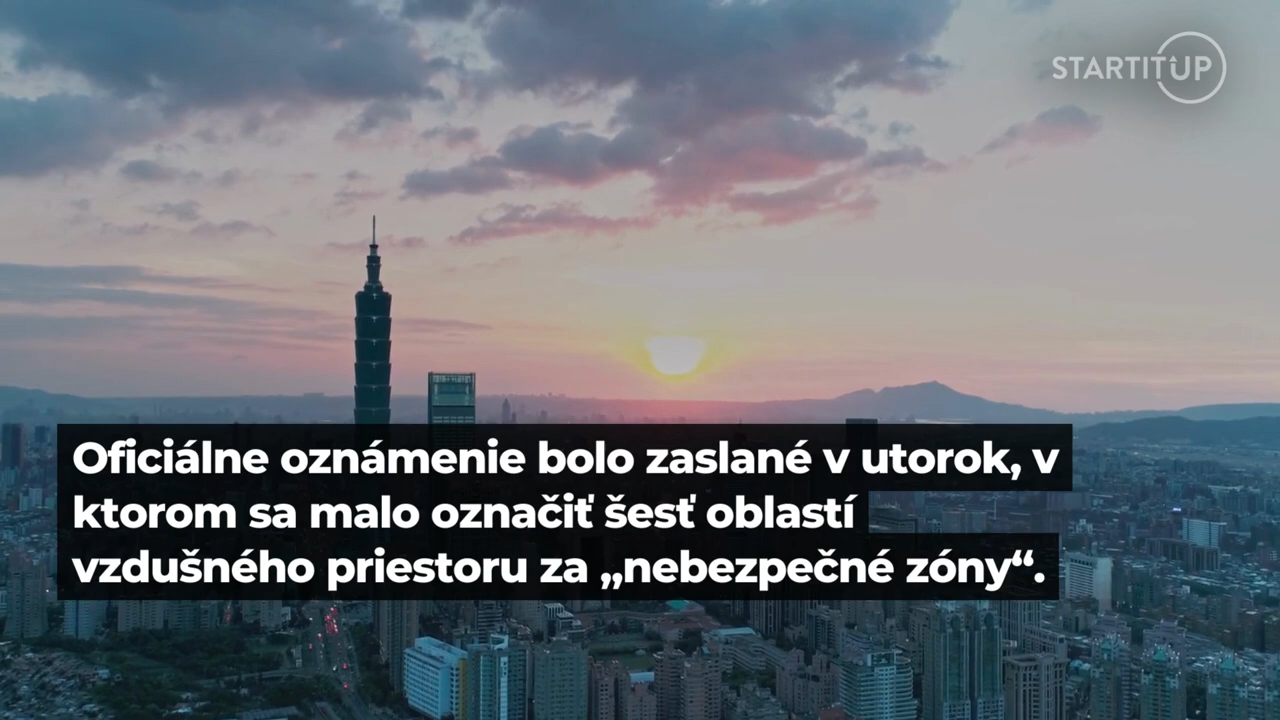 STARTITUP
Oficiálne oznámenie bolo zaslané v utorok, v
ktorom sa malo označiť šesť oblastí
vzdušného priestoru za „nebezpečné zóny“.